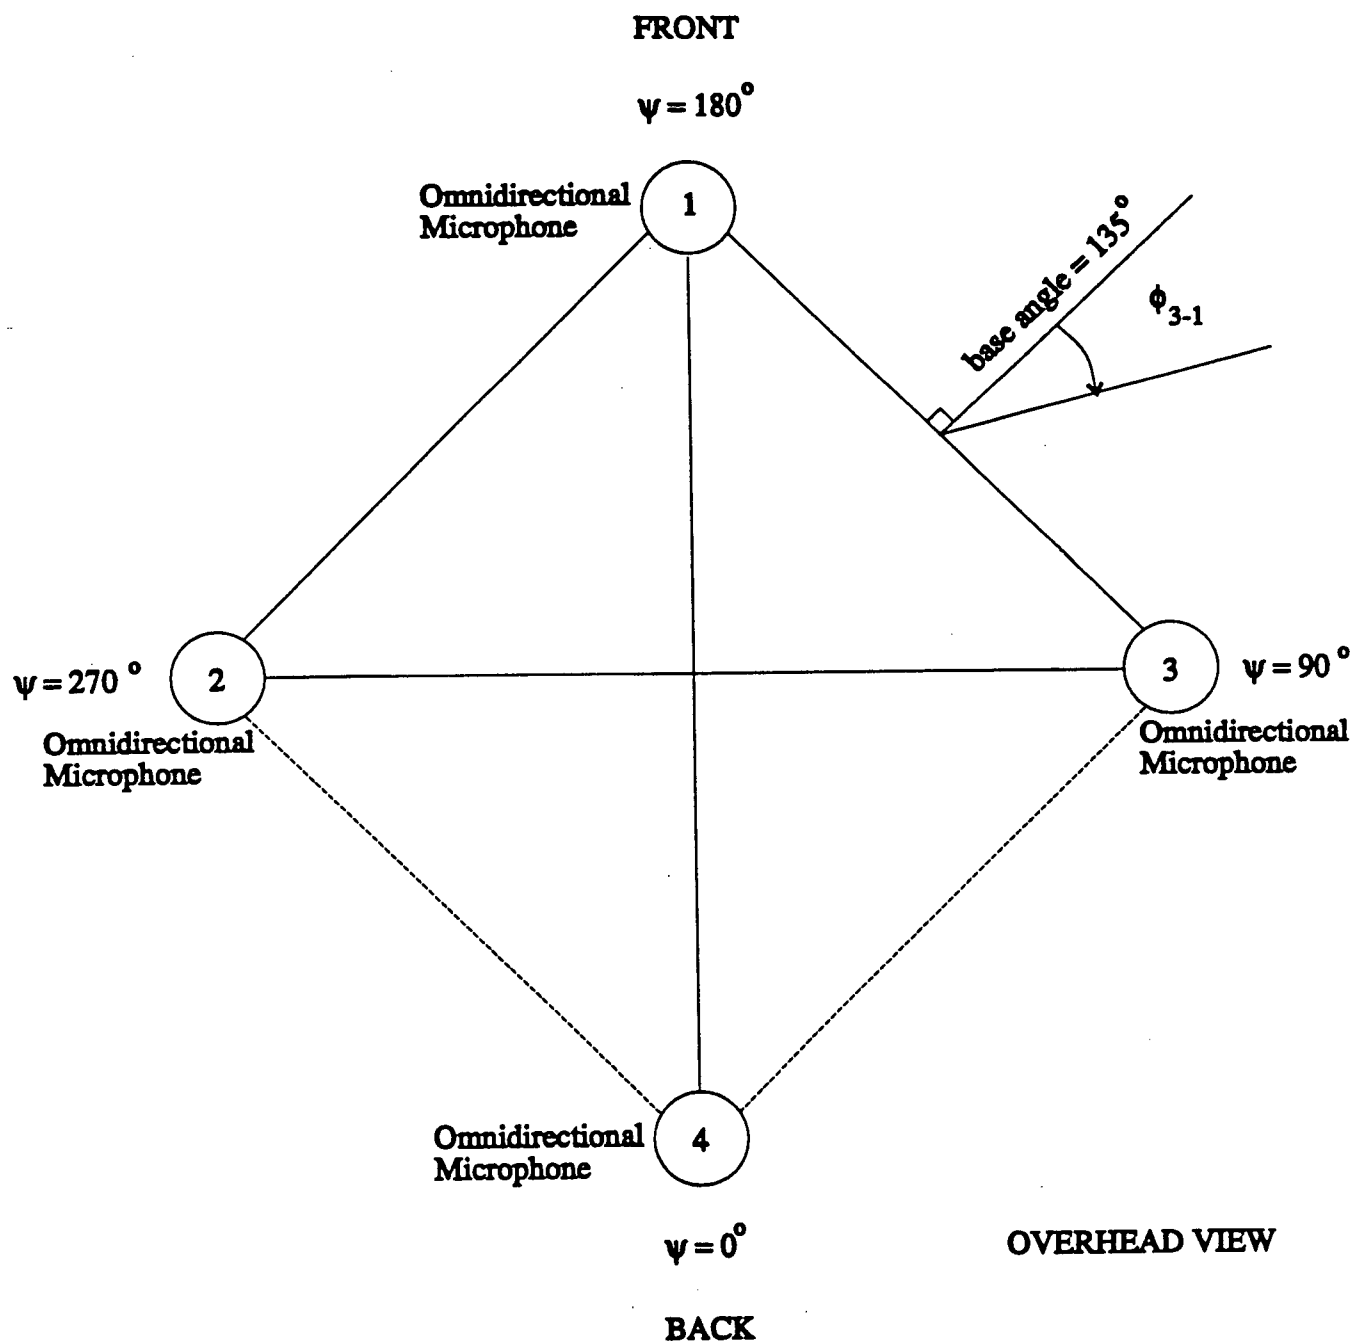 FRONT
ψ = 180°
Omnidirectional
Microphone
1
base angle = 135°
ϕ3-1
ψ = 270 °
2
3
ψ = 90 °
Omnidirectional
Microphone
Omnidirectional
Microphone
Omnidirectional
Microphone
4
ψ = 0°
OVERHEAD VIEW
BACK